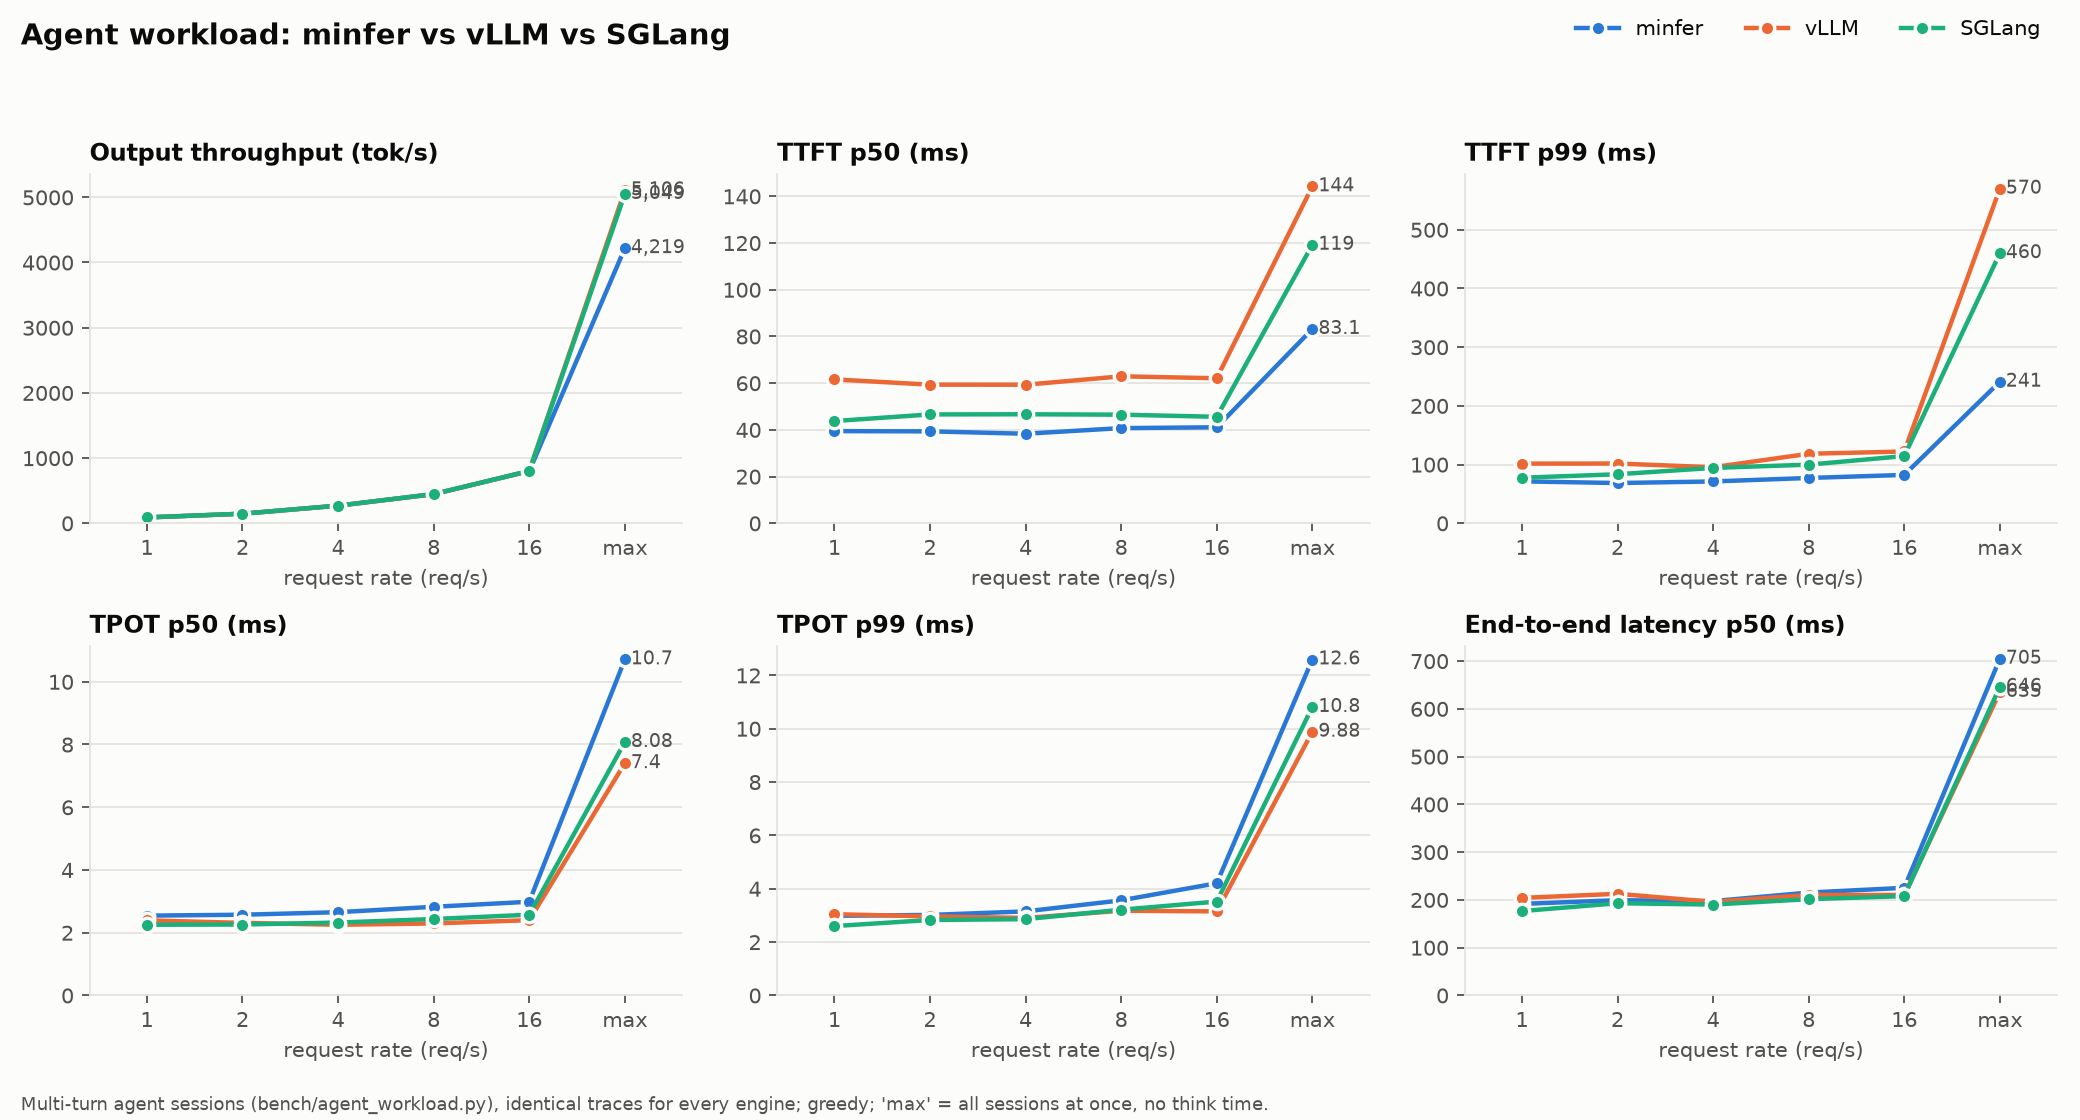 Agent workload: minfer vs vLLM vs SGLang
minfer
vLLM
SGLang
Output throughput (tok/s)
5000
4000
3000
2000
1000
0
5,106
5,049
4,219
1 2 4 8 16 max
request rate (req/s)
TTFT p50 (ms)
140
120
100
80
60
40
20
0
144
119
83.1
1 2 4 8 16 max
request rate (req/s)
TTFT p99 (ms)
500
400
300
200
100
0
570
460
241
1 2 4 8 16 max
request rate (req/s)
TPOT p50 (ms)
10
8
6
4
2
0
10.7
8.08
7.4
1 2 4 8 16 max
request rate (req/s)
TPOT p99 (ms)
12
10
8
6
4
2
0
12.6
10.8
9.88
1 2 4 8 16 max
request rate (req/s)
End-to-end latency p50 (ms)
700
600
500
400
300
200
100
0
705
646
635
1 2 4 8 16 max
request rate (req/s)
Multi-turn agent sessions (bench/agent_workload.py), identical traces for every engine; greedy; 'max' = all sessions at once, no think time.